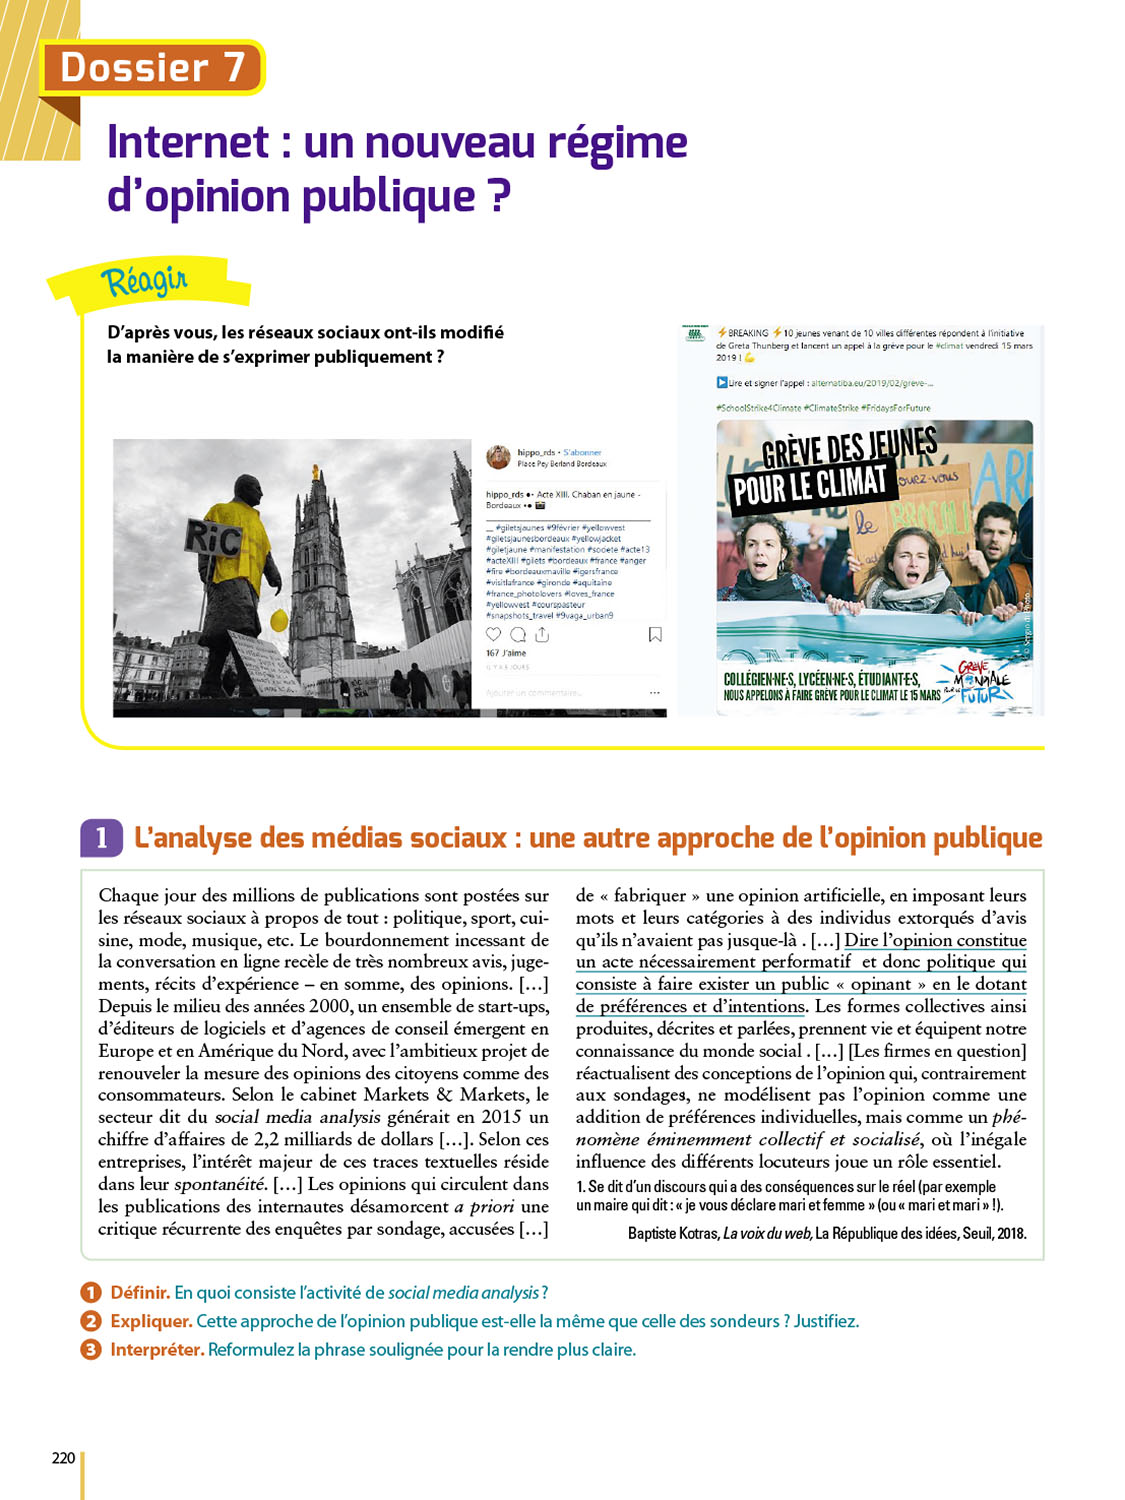 Dossier 7
Internet : un nouveau régime
d'opinion publique ?
Réagir
D'après vous, les réseaux sociaux ont-ils modifié
la manière de s'exprimer publiquement ?
RiC
hippo_rds • S'abonner
Place Pey Berland Bordeaux
hippo_rds •• Acte XIII. Chaban en jaune -
Bordeaux ••
__ #giletsjaunes #9février #yellowvest
#giletsjaunesbordeaux #yellowjacket
#giletjaune #manifestation #societe #acte13
#acteXIII #gilets #bordeaux #france #anger
#fire #bordeauxmaville #igersfrance
#visitlafrance #gironde #aquitaine
#france_photolovers #loves_france
#yellowvest #courspasteur
#snapshots_travel #9vaga_urban9
167 J'aime
IL Y A 6 JOURS
Ajouter un commentaire...
⚡BREAKING ⚡10 jeunes venant de 10 villes différentes répondent à l'initiative
de Greta Thunberg et lancent un appel à la grève pour le #climat vendredi 15 mars
2019 ! 💪
▶Lire et signer l'appel : alternatiba.eu/2019/02/greve-...
#SchoolStrike4Climate #ClimateStrike #FridaysForFuture
GRÈVE DES JEUNES
POUR LE CLIMAT
COLLÉGIEN·NE·S, LYCÉEN·NE·S, ÉTUDIANT·E·S,
NOUS APPELONS À FAIRE GRÈVE POUR LE CLIMAT LE 15 MARS
GRÈVE
MONDIALE
POUR LE
FUTUR
1 L'analyse des médias sociaux : une autre approche de l'opinion publique
Chaque jour des millions de publications sont postées sur
les réseaux sociaux à propos de tout : politique, sport, cui-
sine, mode, musique, etc. Le bourdonnement incessant de
la conversation en ligne recèle de très nombreux avis, juge-
ments, récits d'expérience – en somme, des opinions. […]
Depuis le milieu des années 2000, un ensemble de start-ups,
d'éditeurs de logiciels et d'agences de conseil émergent en
Europe et en Amérique du Nord, avec l'ambitieux projet de
renouveler la mesure des opinions des citoyens comme des
consommateurs. Selon le cabinet Markets & Markets, le
secteur dit du social media analysis générait en 2015 un
chiffre d'affaires de 2,2 milliards de dollars […]. Selon ces
entreprises, l'intérêt majeur de ces traces textuelles réside
dans leur spontanéité. […] Les opinions qui circulent dans
les publications des internautes désamorcent a priori une
critique récurrente des enquêtes par sondage, accusées […]
de « fabriquer » une opinion artificielle, en imposant leurs
mots et leurs catégories à des individus extorqués d'avis
qu'ils n'avaient pas jusque-là . […] Dire l'opinion constitue
un acte nécessairement performatif et donc politique qui
consiste à faire exister un public « opinant » en le dotant
de préférences et d'intentions. Les formes collectives ainsi
produites, décrites et parlées, prennent vie et équipent notre
connaissance du monde social . […] [Les firmes en question]
réactualisent des conceptions de l'opinion qui, contrairement
aux sondages, ne modélisent pas l'opinion comme une
addition de préférences individuelles, mais comme un phé-
nomène éminemment collectif et socialisé, où l'inégale
influence des différents locuteurs joue un rôle essentiel.
1. Se dit d'un discours qui a des conséquences sur le réel (par exemple
un maire qui dit : « je vous déclare mari et femme » (ou « mari et mari » !).
Baptiste Kotras, La voix du web, La République des idées, Seuil, 2018.
1 Définir. En quoi consiste l'activité de social media analysis ?
2 Expliquer. Cette approche de l'opinion publique est-elle la même que celle des sondeurs ? Justifiez.
3 Interpréter. Reformulez la phrase soulignée pour la rendre plus claire.
220